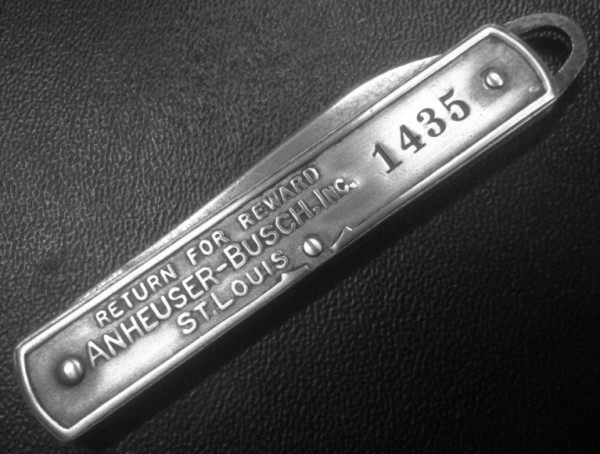 RETURN FOR REWARD
ANHEUSER-BUSCH, INC.
ST. LOUIS
1435